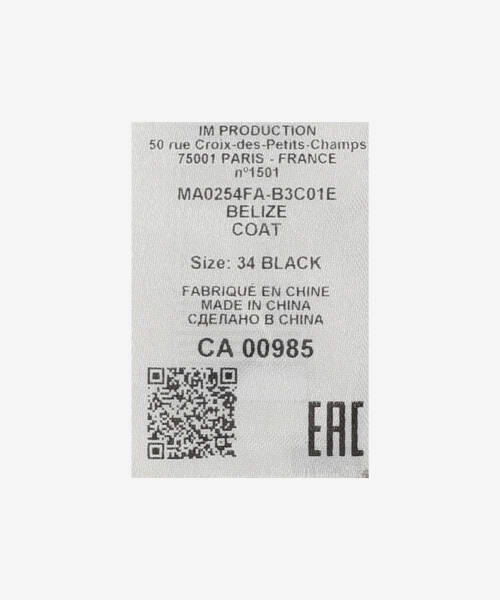 IM PRODUCTION
50 rue Croix-des-Petits-Champs
75001 PARIS - FRANCE
n°1501
MA0254FA-B3C01E
BELIZE
COAT
Size: 34 BLACK
FABRIQUÉ EN CHINE
MADE IN CHINA
СДЕЛАНО В CHINA
CA 00985
EAC